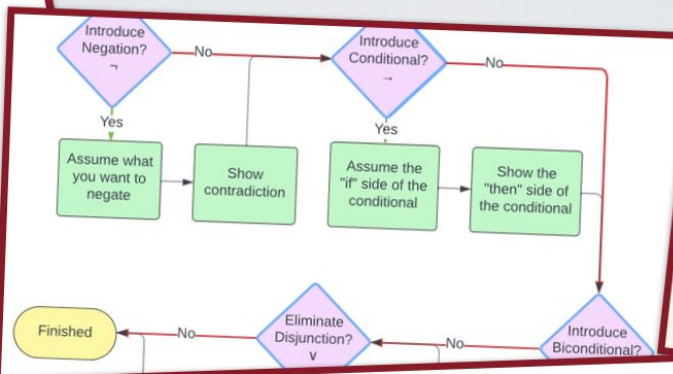 Introduce
Negation?
¬
No
Introduce
Conditional?
→
No
Yes
Yes
Assume what
you want to
negate
Show
contradiction
Assume the
"if" side of the
conditional
Show the
"then" side of
the conditional
Finished
No
Eliminate
Disjunction?
∨
No
Introduce
Biconditional?